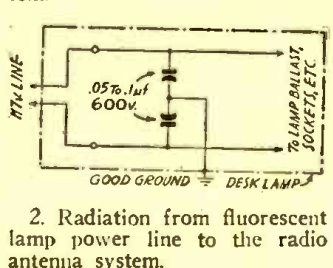 117v LINE
.05 To .1µf
600v.
TO LAMP BALLAST,
SOCKETS, ETC.
GOOD GROUND
DESK LAMP
2. Radiation from fluorescent
lamp power line to the radio
antenna system.